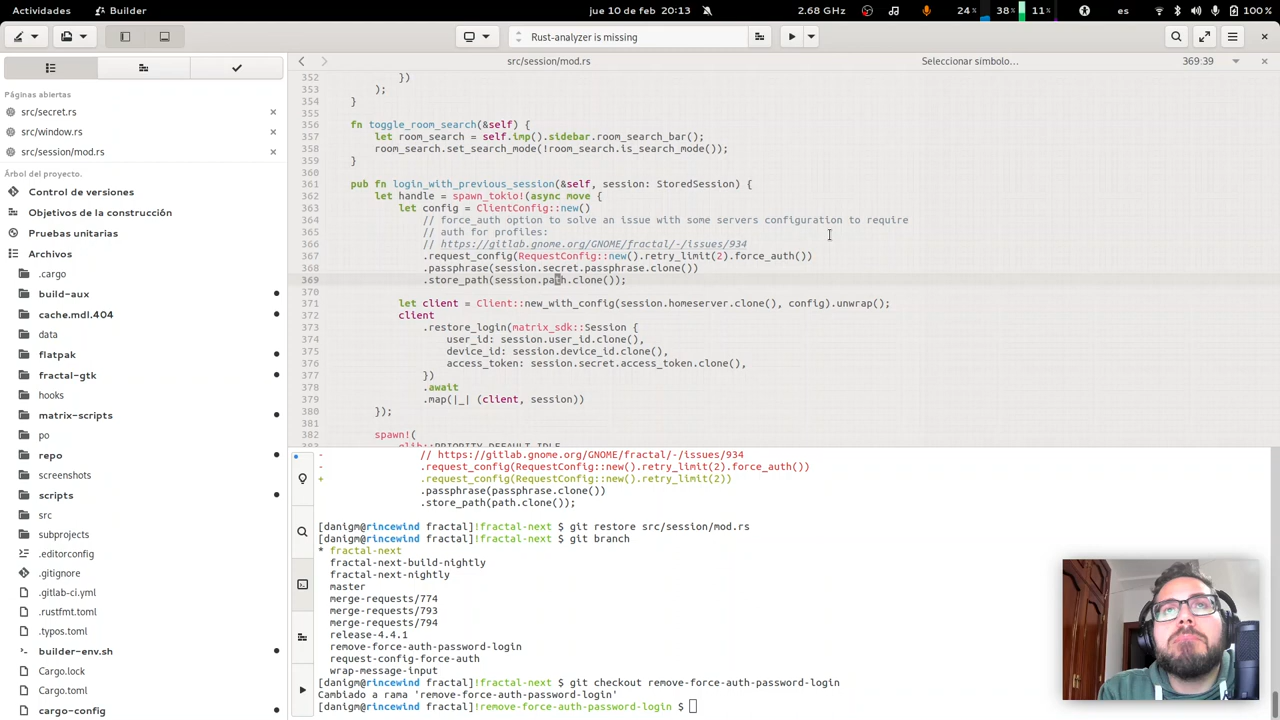 Actividades
Builder
jue 10 de feb 20:13
2.68 GHz
24 %
38 %
11 %
es
100 %
Rust-analyzer is missing
src/session/mod.rs
Seleccionar símbolo…
369:39
Páginas abiertas
src/secret.rs
src/window.rs
src/session/mod.rs
Árbol del proyecto.
Control de versiones
Objetivos de la construcción
Pruebas unitarias
Archivos
.cargo
build-aux
cache.mdl.404
data
flatpak
fractal-gtk
hooks
matrix-scripts
po
repo
screenshots
scripts
src
subprojects
.editorconfig
.gitignore
.gitlab-ci.yml
.rustfmt.toml
.typos.toml
builder-env.sh
Cargo.lock
Cargo.toml
cargo-config
352 })
353 );
354 }
355
356 fn toggle_room_search(&self) {
357 let room_search = self.imp().sidebar.room_search_bar();
358 room_search.set_search_mode(!room_search.is_search_mode());
359 }
360
361 pub fn login_with_previous_session(&self, session: StoredSession) {
362 let handle = spawn_tokio!(async move {
363 let config = ClientConfig::new()
364 // force_auth option to solve an issue with some servers configuration to require
365 // auth for profiles:
366 // https://gitlab.gnome.org/GNOME/fractal/-/issues/934
367 .request_config(RequestConfig::new().retry_limit(2).force_auth())
368 .passphrase(session.secret.passphrase.clone())
369 .store_path(session.path.clone());
370
371 let client = Client::new_with_config(session.homeserver.clone(), config).unwrap();
372 client
373 .restore_login(matrix_sdk::Session {
374 user_id: session.user_id.clone(),
375 device_id: session.device_id.clone(),
376 access_token: session.secret.access_token.clone(),
377 })
378 .await
379 .map(|_| (client, session))
380 });
381
382 spawn!(
383 glib::PRIORITY_DEFAULT_IDLE,
- // https://gitlab.gnome.org/GNOME/fractal/-/issues/934
- .request_config(RequestConfig::new().retry_limit(2).force_auth())
+ .request_config(RequestConfig::new().retry_limit(2))
.passphrase(passphrase.clone())
.store_path(path.clone());
[danigm@rincewind fractal]!fractal-next $ git restore src/session/mod.rs
[danigm@rincewind fractal]!fractal-next $ git branch
* fractal-next
fractal-next-build-nightly
fractal-next-nightly
master
merge-requests/774
merge-requests/793
merge-requests/794
release-4.4.1
remove-force-auth-password-login
request-config-force-auth
wrap-message-input
[danigm@rincewind fractal]!fractal-next $ git checkout remove-force-auth-password-login
Cambiado a rama 'remove-force-auth-password-login'
[danigm@rincewind fractal]!remove-force-auth-password-login $